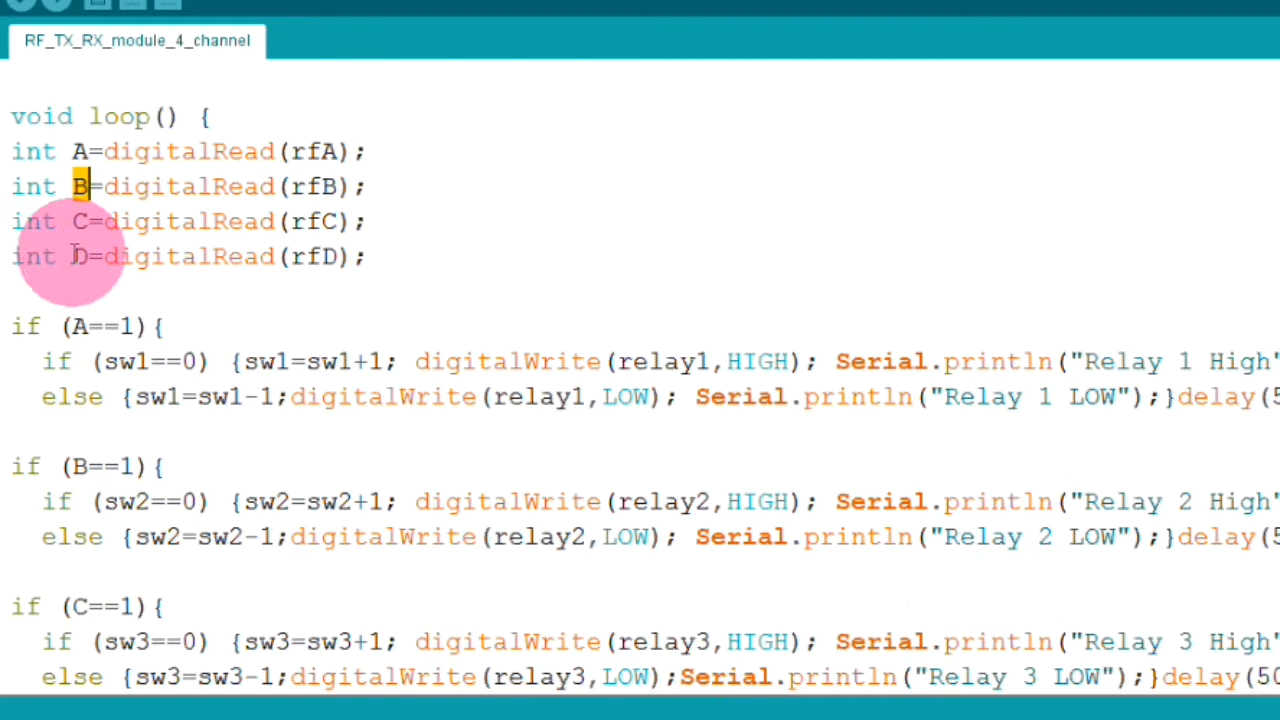 RF_TX_RX_module_4_channel
void loop() {
int A=digitalRead(rfA);
int B=digitalRead(rfB);
int C=digitalRead(rfC);
int D=digitalRead(rfD);
if (A==1){
if (sw1==0) {sw1=sw1+1; digitalWrite(relay1,HIGH); Serial.println("Relay 1 High"
else {sw1=sw1-1;digitalWrite(relay1,LOW); Serial.println("Relay 1 LOW");}delay(5
if (B==1){
if (sw2==0) {sw2=sw2+1; digitalWrite(relay2,HIGH); Serial.println("Relay 2 High"
else {sw2=sw2-1;digitalWrite(relay2,LOW); Serial.println("Relay 2 LOW");}delay(5
if (C==1){
if (sw3==0) {sw3=sw3+1; digitalWrite(relay3,HIGH); Serial.println("Relay 3 High"
else {sw3=sw3-1;digitalWrite(relay3,LOW);Serial.println("Relay 3 LOW");}delay(50